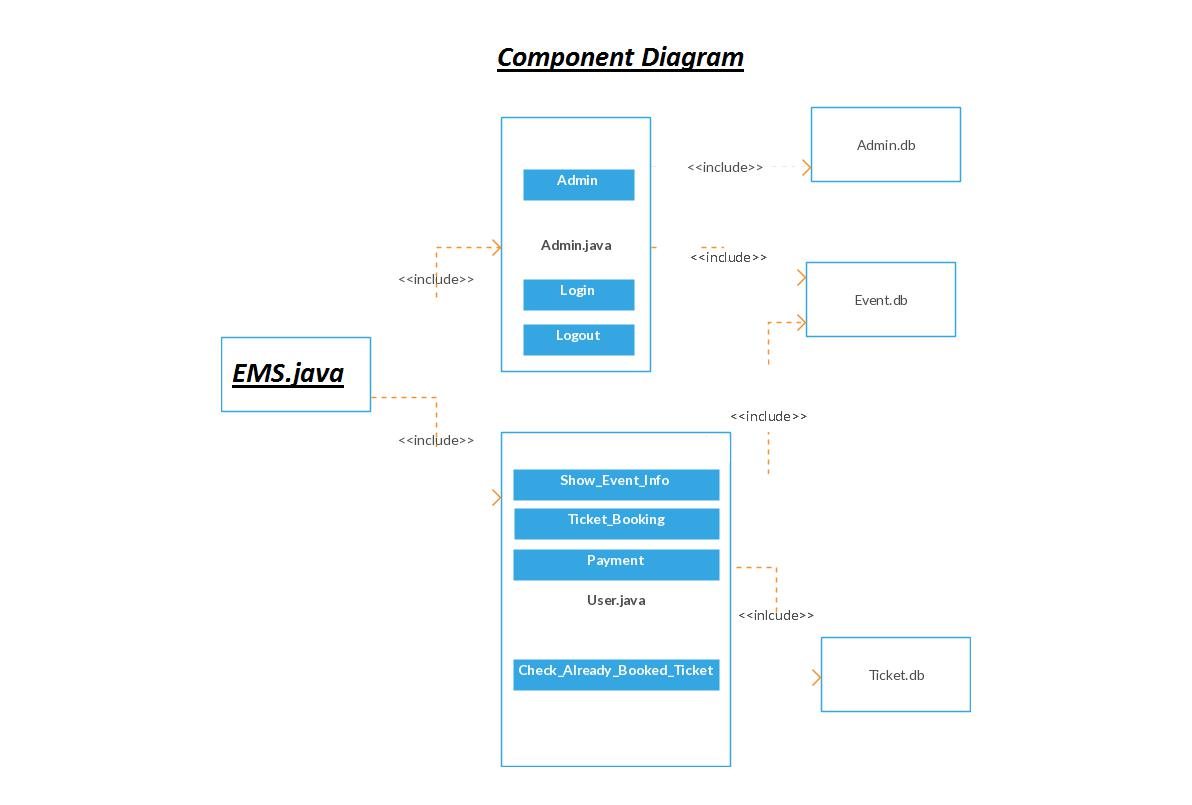 Component Diagram
Admin
Admin.java
Login
Logout
<<include>>
Admin.db
<<include>>
Event.db
<<include>>
EMS.java
<<include>>
<<include>>
Show_Event_Info
Ticket_Booking
Payment
User.java
Check_Already_Booked_Ticket
<<inlcude>>
Ticket.db